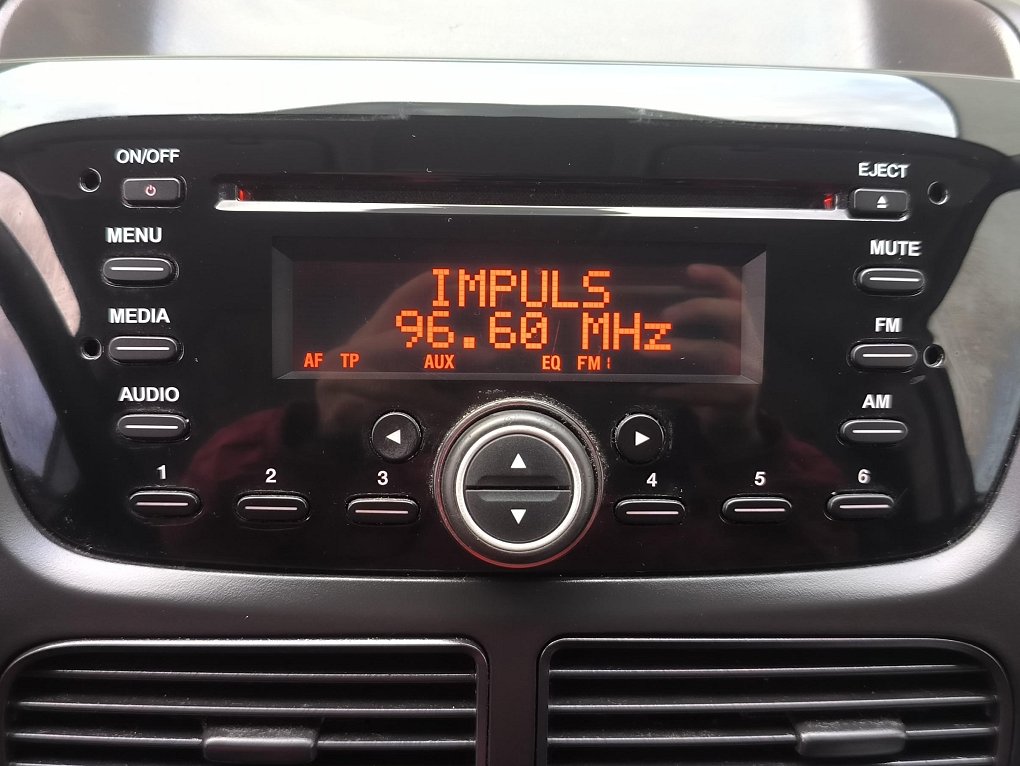 ON/OFF
EJECT
MENU
MUTE
MEDIA
FM
AUDIO
AM
IMPULS
96.60 MHz
AF TP AUX EQ FM1
1 2 3 4 5 6